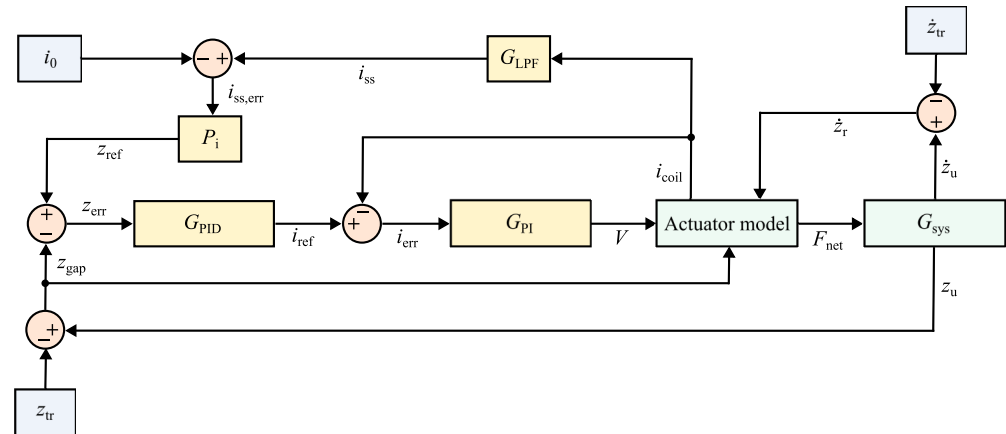 ż_tr
i_0
− +
i_ss
G_LPF
i_ss,err
−
+
ż_r
P_i
z_ref
i_coil
ż_u
+
−
z_err
G_PID
i_ref
−
+
i_err
G_PI
V
Actuator model
F_net
G_sys
z_gap
z_u
+
−
z_tr